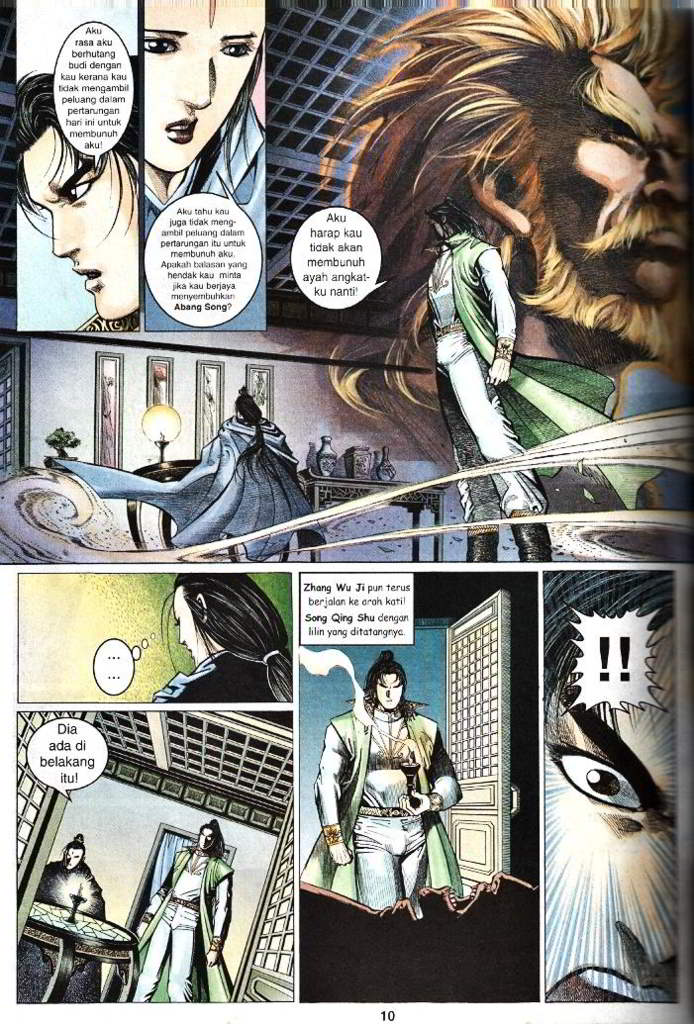 Aku
rasa aku
berhutang
budi dengan
kau kerana kau
tidak mengambil
peluang dalam
pertarungan
hari ini untuk
membunuh
aku!
Aku tahu kau
juga tidak meng-
ambil peluang dalam
pertarungan itu untuk
membunuh aku.
Apakah balasan yang
hendak kau minta
jika kau berjaya
menyembuhkan
Abang Song?
Aku
harap kau
tidak akan
membunuh
ayah angkat-
ku nanti!
...
...
Dia
ada di
belakang
itu!
Zhang Wu Ji pun terus
berjalan ke arah kati!
Song Qing Shu dengan
lilin yang ditatangnya.
!!
10